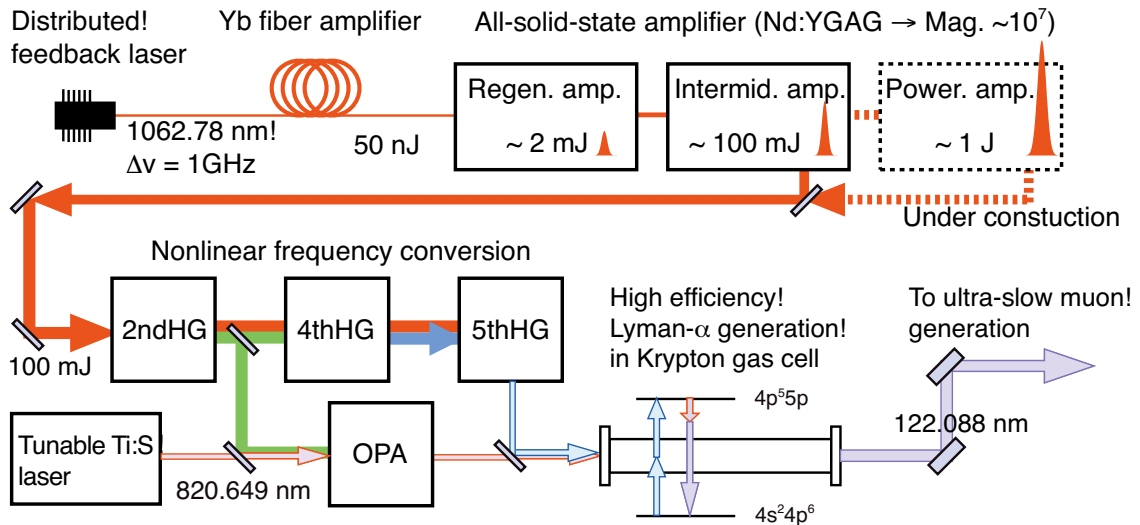 Distributed!
feedback laser
Yb fiber amplifier
All-solid-state amplifier (Nd:YGAG → Mag. ~10⁷)
1062.78 nm!
Δv = 1GHz
50 nJ
Regen. amp.
~ 2 mJ
Intermid. amp.
~ 100 mJ
Power. amp.
~ 1 J
Under constuction
Nonlinear frequency conversion
2ndHG
4thHG
5thHG
100 mJ
High efficiency!
Lyman-α generation!
in Krypton gas cell
To ultra-slow muon!
generation
4p⁵5p
Tunable Ti:S!
laser
OPA
820.649 nm
122.088 nm
4s²4p⁶